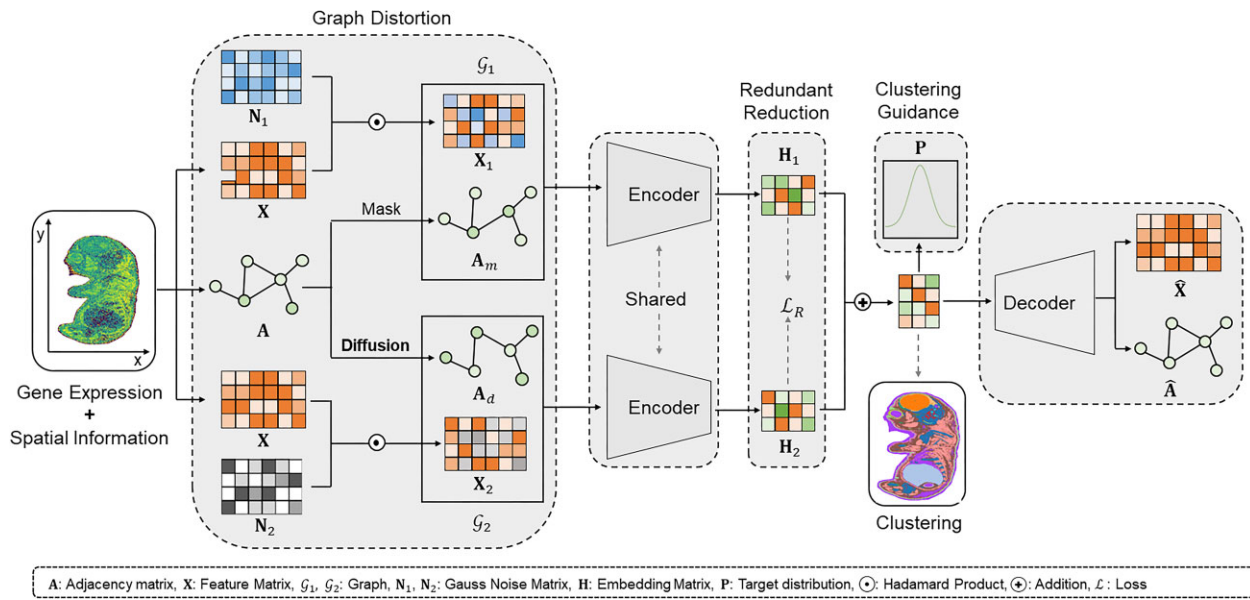 Graph Distortion
N₁
X
y
x
Gene Expression
+
Spatial Information
A
X
N₂
Mask
Diffusion
𝒢₁
X₁
Aₘ
A_d
X₂
𝒢₂
Encoder
Shared
Encoder
Redundant
Reduction
H₁
ℒ_R
H₂
Clustering
Guidance
P
Clustering
Decoder
X̂
Â
A: Adjacency matrix, X: Feature Matrix, 𝒢₁, 𝒢₂: Graph, N₁, N₂: Gauss Noise Matrix, H: Embedding Matrix, P: Target distribution, ⊙: Hadamard Product, ⊕: Addition, ℒ : Loss